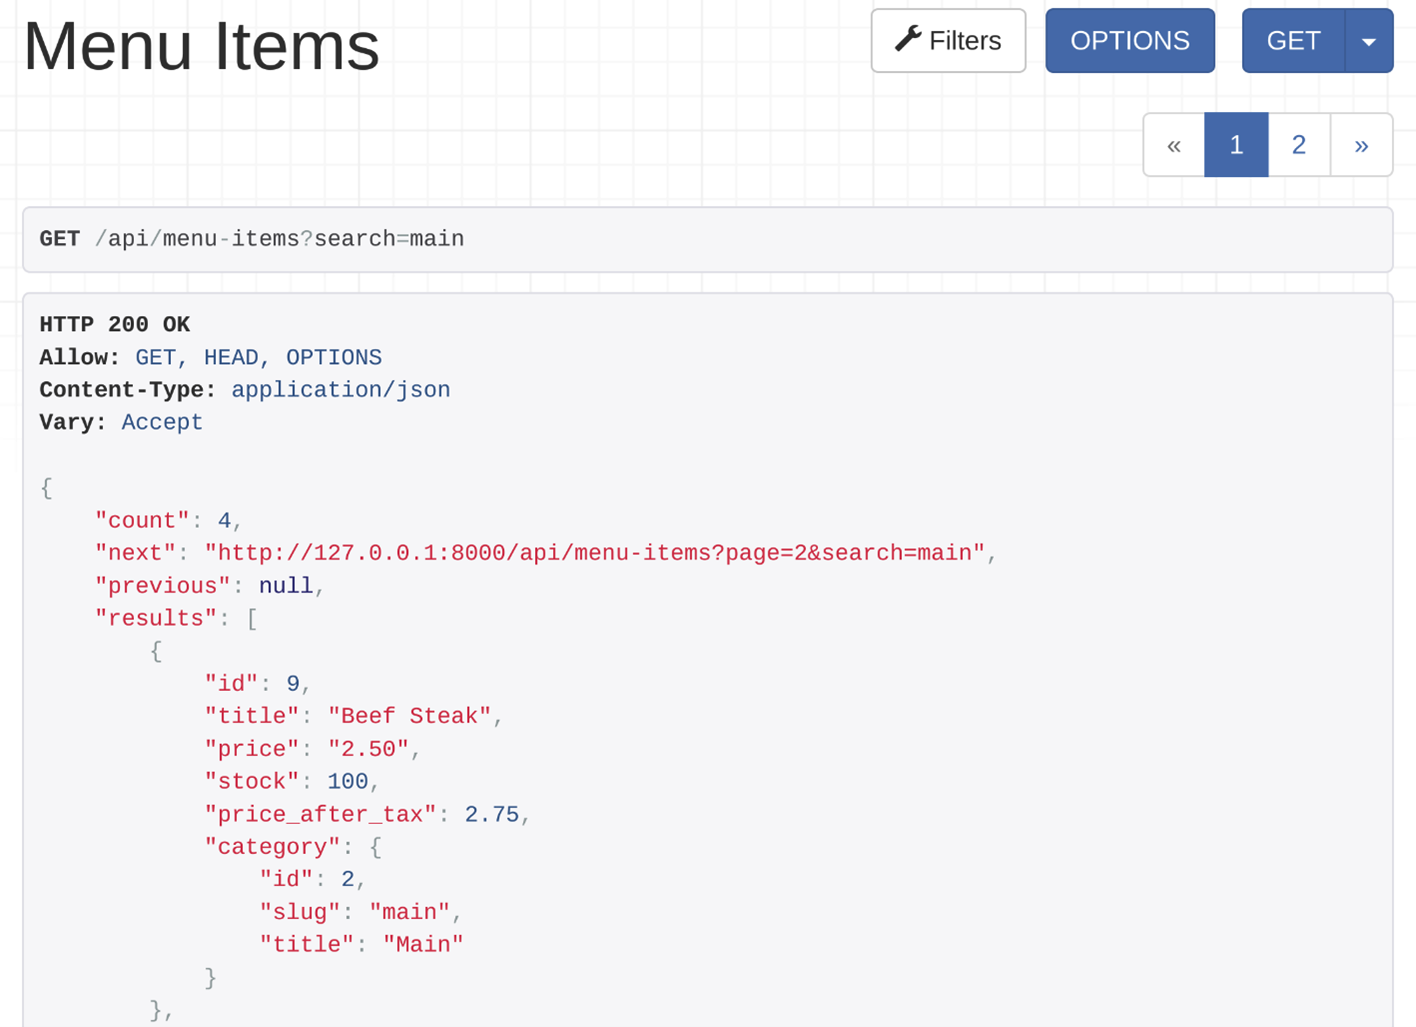 Menu Items
Filters
OPTIONS
GET
« 1 2 »
GET /api/menu-items?search=main
HTTP 200 OK
Allow: GET, HEAD, OPTIONS
Content-Type: application/json
Vary: Accept
{
    "count": 4,
    "next": "http://127.0.0.1:8000/api/menu-items?page=2&search=main",
    "previous": null,
    "results": [
        {
            "id": 9,
            "title": "Beef Steak",
            "price": "2.50",
            "stock": 100,
            "price_after_tax": 2.75,
            "category": {
                "id": 2,
                "slug": "main",
                "title": "Main"
            }
        },